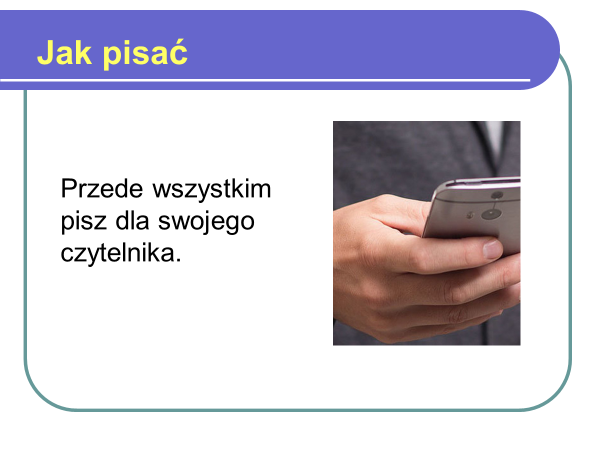 Jak pisać
Przede wszystkim
pisz dla swojego
czytelnika.